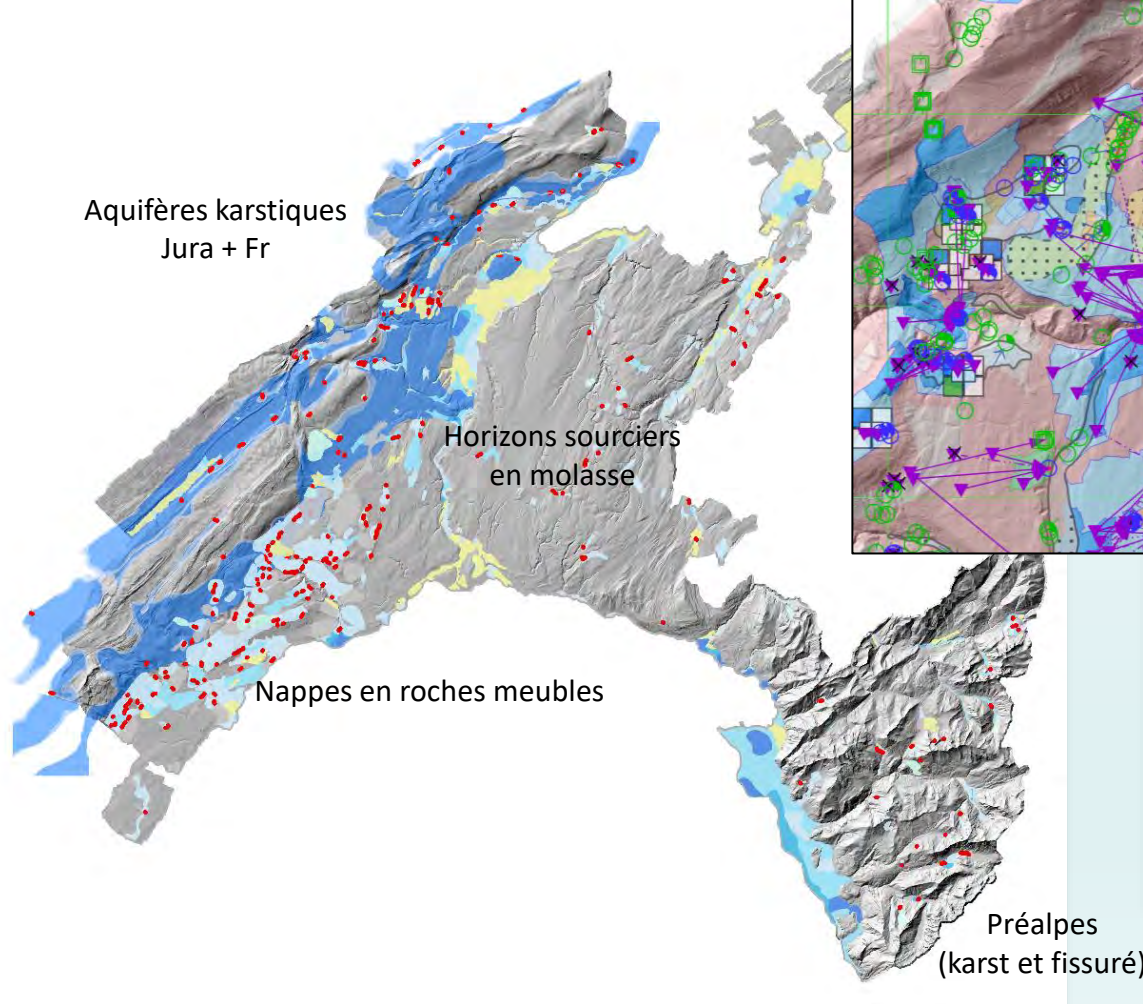 Aquifères karstiques
Jura + Fr
Horizons sourciers
en molasse
Nappes en roches meubles
Préalpes
(karst et fissuré)